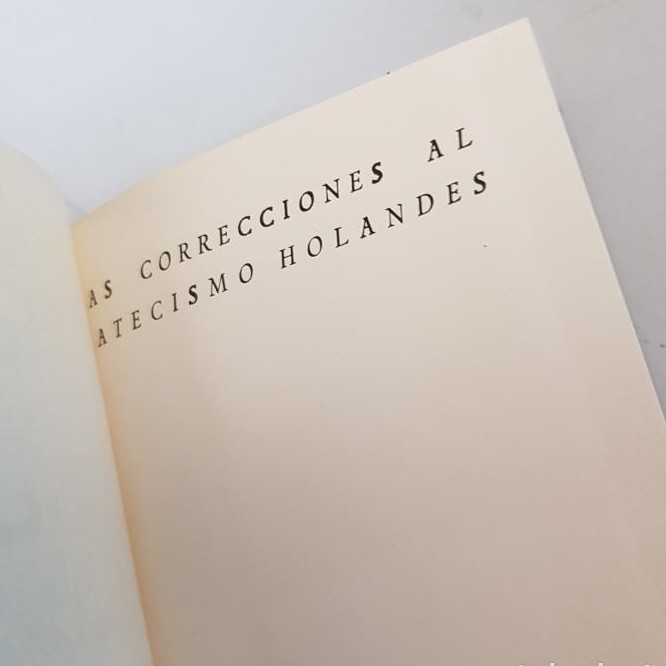 AS CORRECCIONES AL
ATECISMO HOLANDES